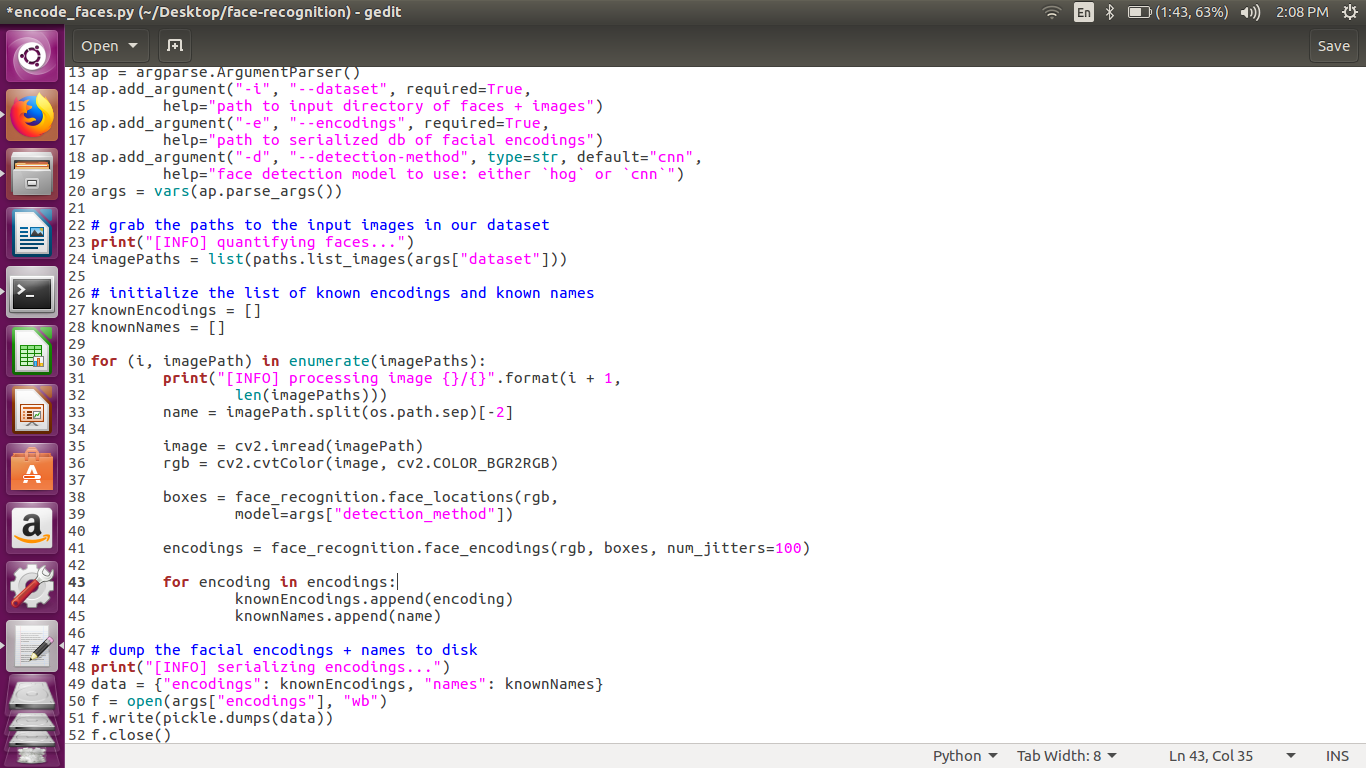 *encode_faces.py (~/Desktop/face-recognition) - gedit
En
(1:43, 63%)
2:08 PM
Open
Save
13 ap = argparse.ArgumentParser()
14 ap.add_argument("-i", "--dataset", required=True,
15         help="path to input directory of faces + images")
16 ap.add_argument("-e", "--encodings", required=True,
17         help="path to serialized db of facial encodings")
18 ap.add_argument("-d", "--detection-method", type=str, default="cnn",
19         help="face detection model to use: either `hog` or `cnn`")
20 args = vars(ap.parse_args())
21
22 # grab the paths to the input images in our dataset
23 print("[INFO] quantifying faces...")
24 imagePaths = list(paths.list_images(args["dataset"]))
25
26 # initialize the list of known encodings and known names
27 knownEncodings = []
28 knownNames = []
29
30 for (i, imagePath) in enumerate(imagePaths):
31         print("[INFO] processing image {}/{}".format(i + 1,
32                 len(imagePaths)))
33         name = imagePath.split(os.path.sep)[-2]
34
35         image = cv2.imread(imagePath)
36         rgb = cv2.cvtColor(image, cv2.COLOR_BGR2RGB)
37
38         boxes = face_recognition.face_locations(rgb,
39                 model=args["detection_method"])
40
41         encodings = face_recognition.face_encodings(rgb, boxes, num_jitters=100)
42
43         for encoding in encodings:
44                 knownEncodings.append(encoding)
45                 knownNames.append(name)
46
47 # dump the facial encodings + names to disk
48 print("[INFO] serializing encodings...")
49 data = {"encodings": knownEncodings, "names": knownNames}
50 f = open(args["encodings"], "wb")
51 f.write(pickle.dumps(data))
52 f.close()
Python
Tab Width: 8
Ln 43, Col 35
INS